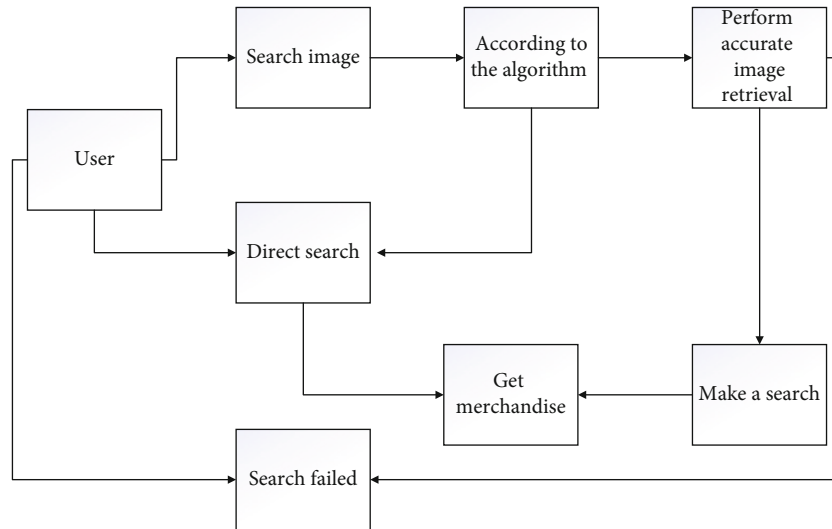 Search image
According to
the algorithm
Perform
accurate
image
retrieval
User
Direct search
Get
merchandise
Make a search
Search failed